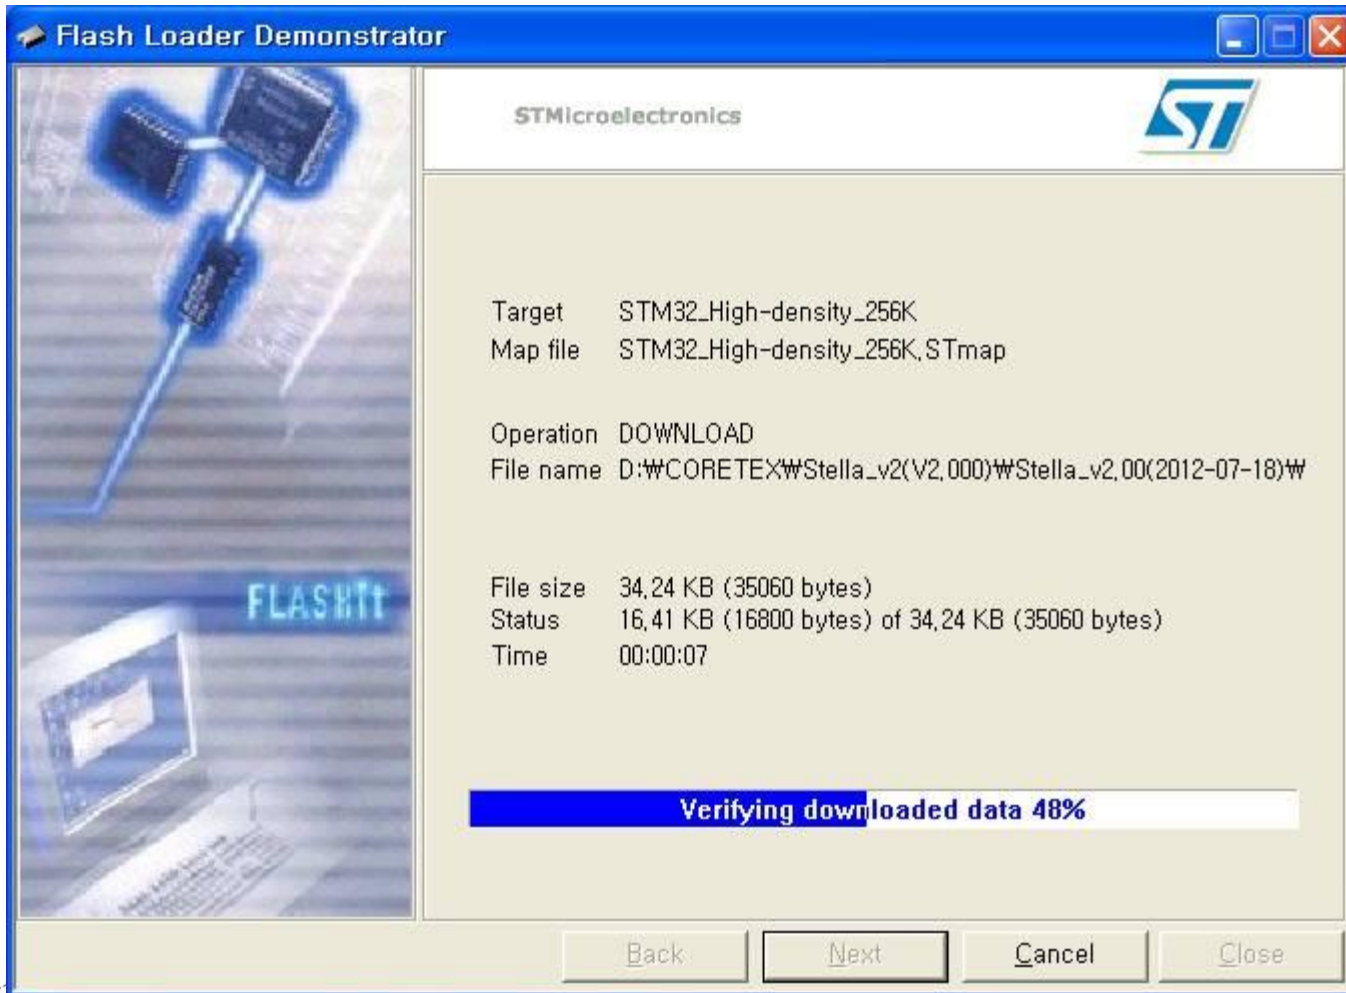 Flash Loader Demonstrator
STMicroelectronics
ST
Target STM32_High-density_256K
Map file STM32_High-density_256K,STmap
Operation DOWNLOAD
File name D:₩CORETEX₩Stella_v2(V2,000)₩Stella_v2,00(2012-07-18)₩
FLASHit
File size 34,24 KB (35060 bytes)
Status 16,41 KB (16800 bytes) of 34,24 KB (35060 bytes)
Time 00:00:07
Verifying downloaded data 48%
Back Next Cancel Close